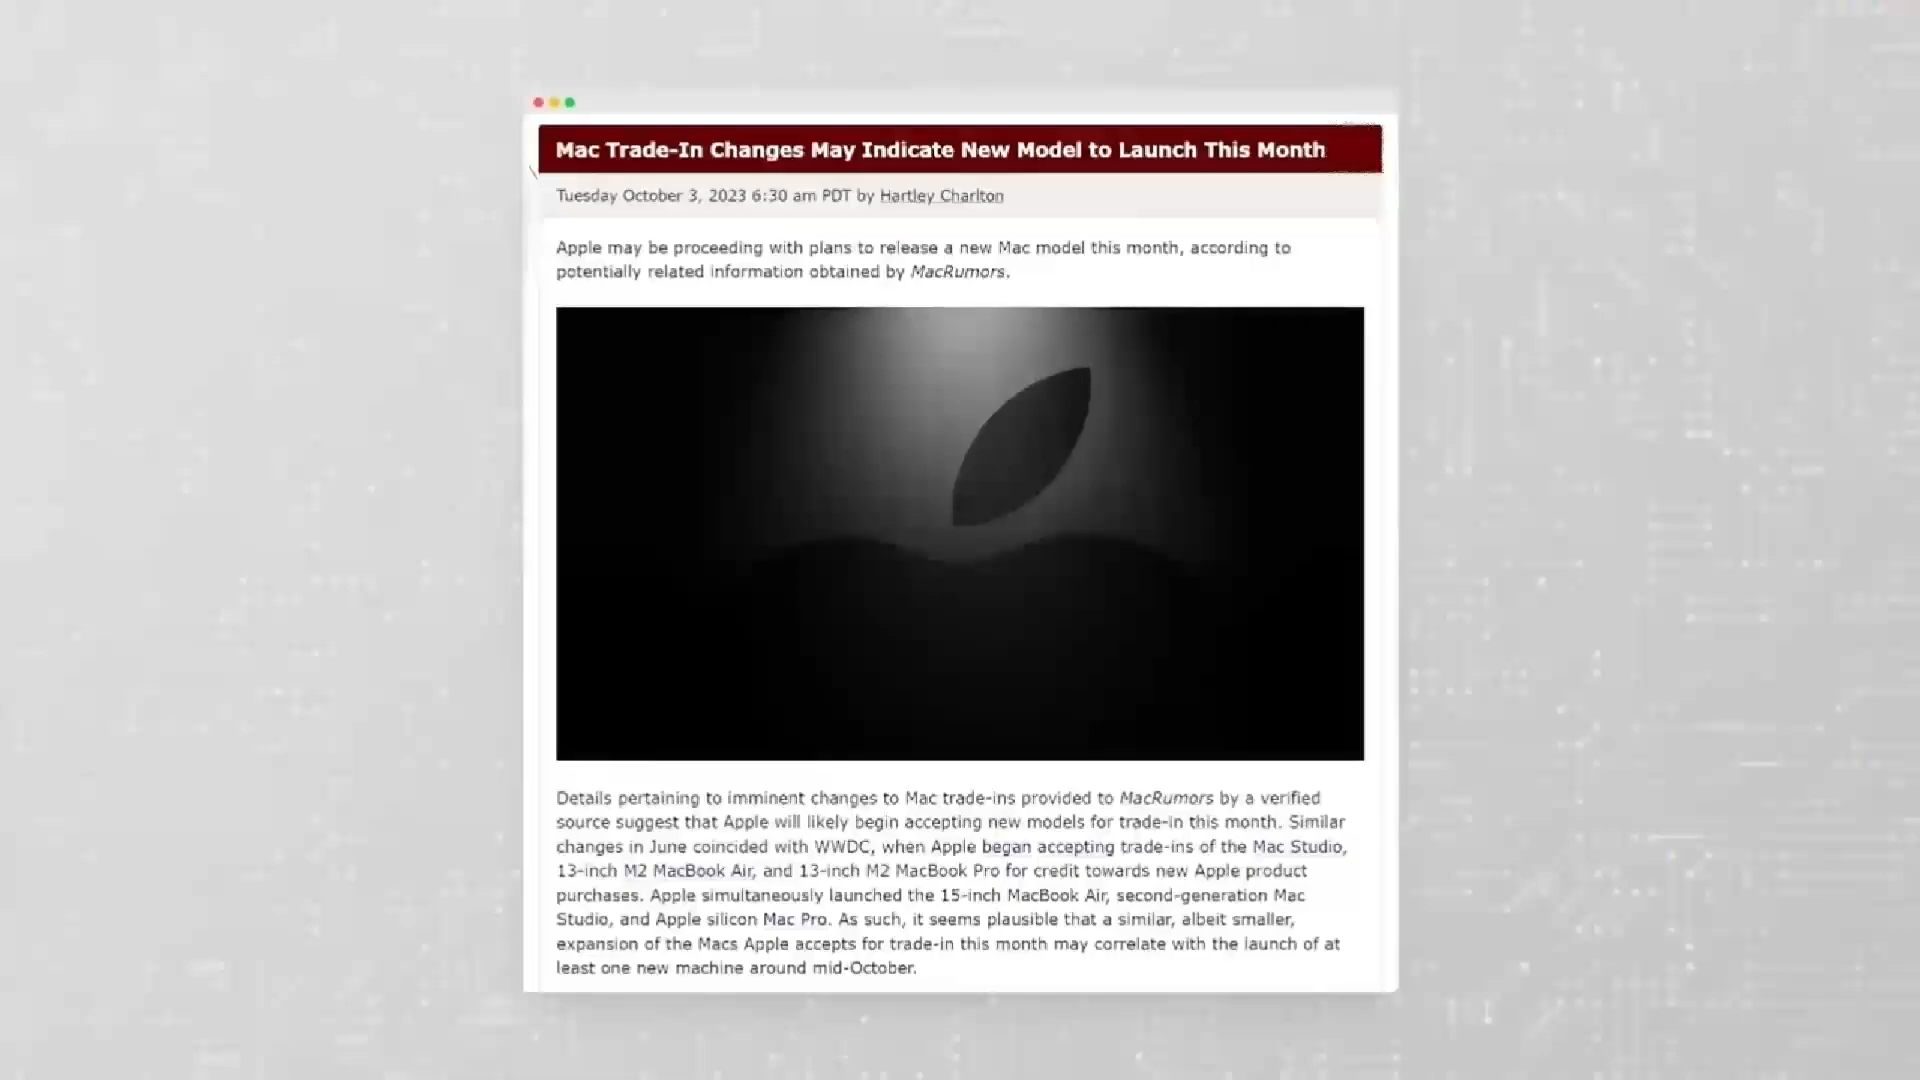 Mac Trade-In Changes May Indicate New Model to Launch This Month
Tuesday October 3, 2023 6:30 am PDT by Hartley Charlton
Apple may be proceeding with plans to release a new Mac model this month, according to
potentially related information obtained by MacRumors.
Details pertaining to imminent changes to Mac trade-ins provided to MacRumors by a verified
source suggest that Apple will likely begin accepting new models for trade-in this month. Similar
changes in June coincided with WWDC, when Apple began accepting trade-ins of the Mac Studio,
13-inch M2 MacBook Air, and 13-inch M2 MacBook Pro for credit towards new Apple product
purchases. Apple simultaneously launched the 15-inch MacBook Air, second-generation Mac
Studio, and Apple silicon Mac Pro. As such, it seems plausible that a similar, albeit smaller,
expansion of the Macs Apple accepts for trade-in this month may correlate with the launch of at
least one new machine around mid-October.